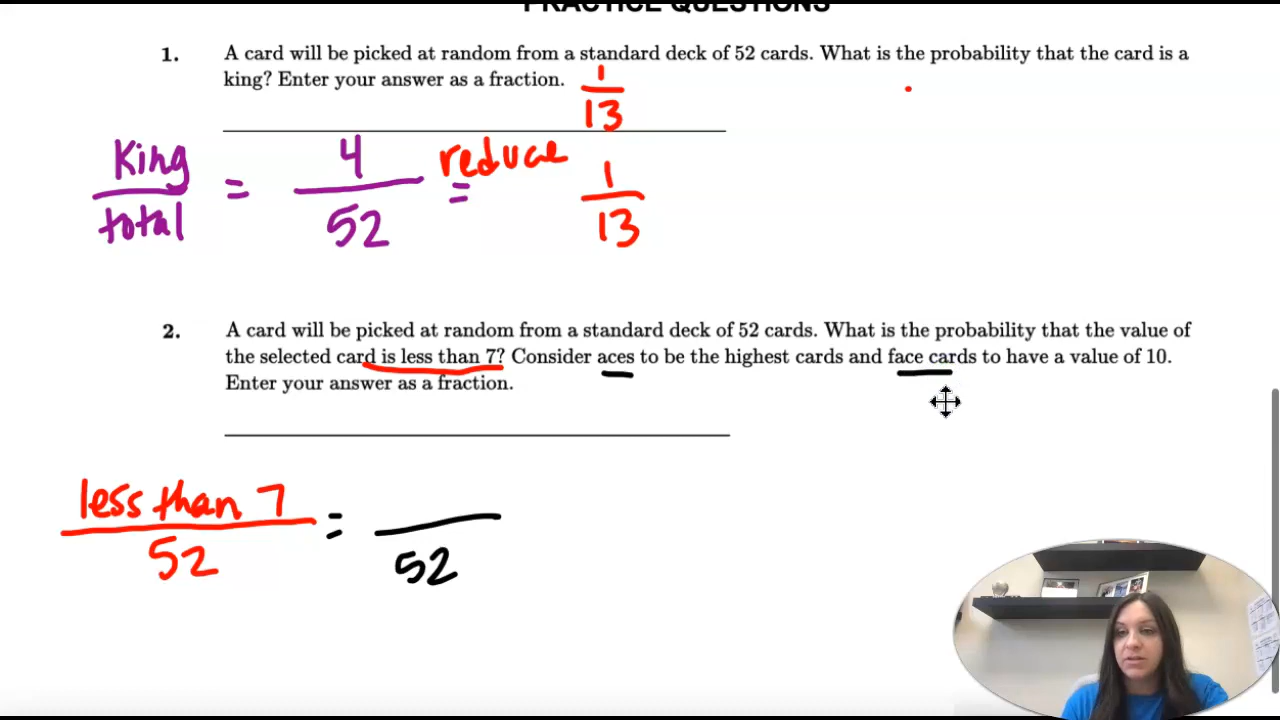 PRACTICE QUESTIONS
1. A card will be picked at random from a standard deck of 52 cards. What is the probability that the card is a
king? Enter your answer as a fraction. 1/13
King/total = 4/52 reduce = 1/13
2. A card will be picked at random from a standard deck of 52 cards. What is the probability that the value of
the selected card is less than 7? Consider aces to be the highest cards and face cards to have a value of 10.
Enter your answer as a fraction.
less than 7/52 = /52